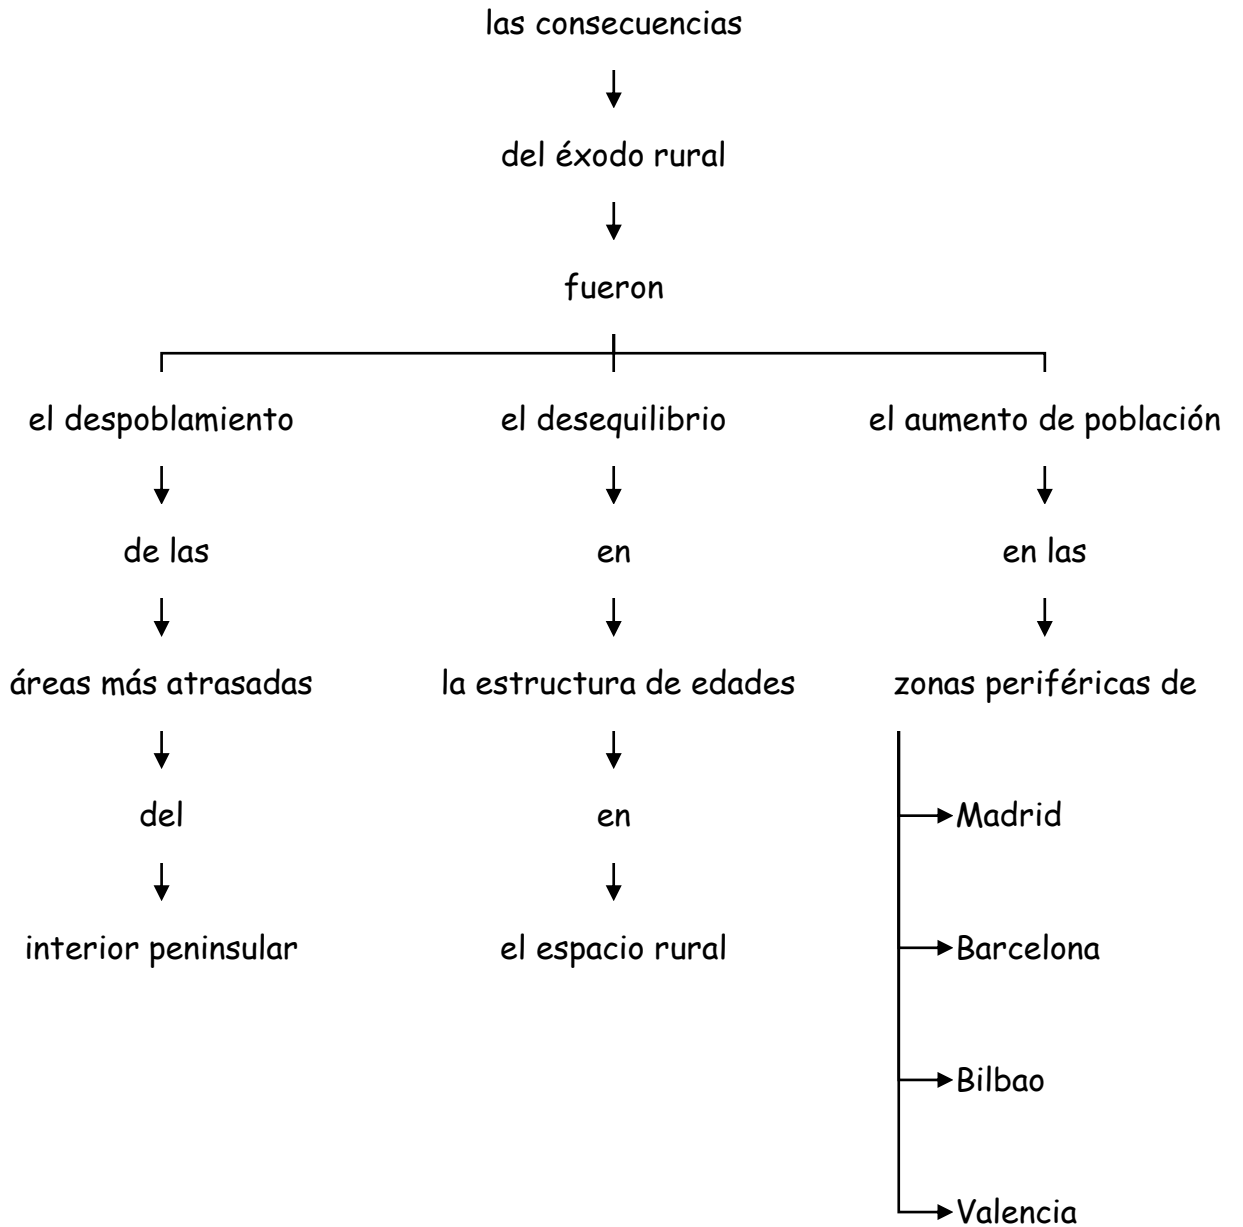 las consecuencias
del éxodo rural
fueron
el despoblamiento
de las
áreas más atrasadas
del
interior peninsular
el desequilibrio
en
la estructura de edades
en
el espacio rural
el aumento de población
en las
zonas periféricas de
Madrid
Barcelona
Bilbao
Valencia